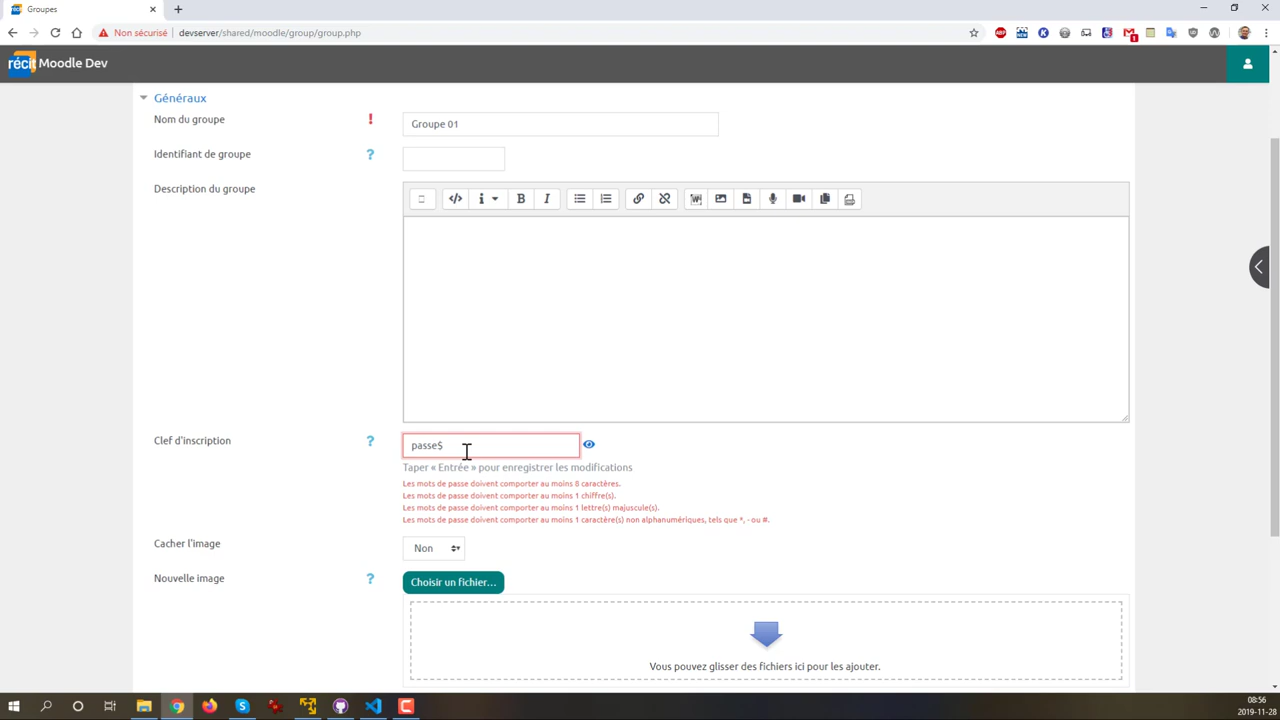 Groupes
Non sécurisé
devserver/shared/moodle/group/group.php
récit Moodle Dev
Généraux
Nom du groupe
Groupe 01
Identifiant de groupe
Description du groupe
Clef d'inscription
passe$
Taper « Entrée » pour enregistrer les modifications
Les mots de passe doivent comporter au moins 8 caractères.
Les mots de passe doivent comporter au moins 1 chiffre(s).
Les mots de passe doivent comporter au moins 1 lettre(s) majuscule(s).
Les mots de passe doivent comporter au moins 1 caractère(s) non alphanumériques, tels que *, - ou #.
Cacher l'image
Non
Nouvelle image
Choisir un fichier...
Vous pouvez glisser des fichiers ici pour les ajouter.
08:56
2019-11-28